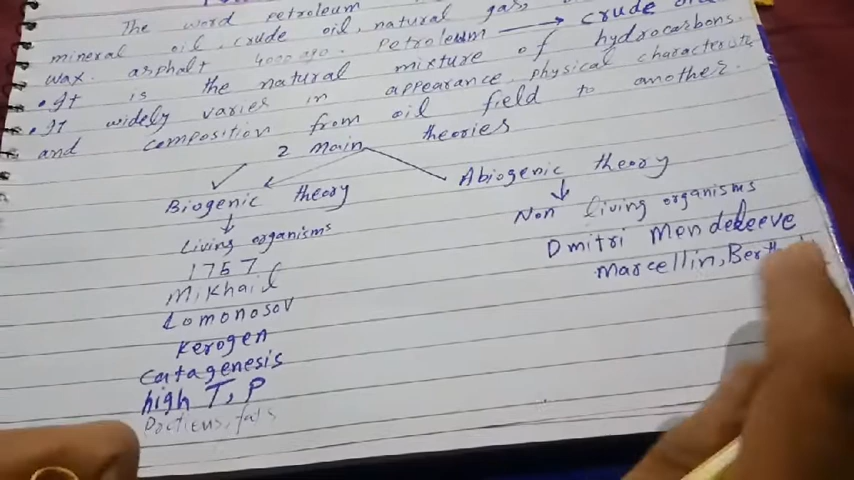 The word petroleum
mineral oil, crude oil, natural gas,
wax. asphalt 4000 ago. Petroleum → crude
• It is the natural mixture of hydrocarbons.
• It widely varies in appearance, physical characteristic
and composition from oil field to another.
2 main theories
Biogenic theory
Living organisms
1757
Mikhail
Lomonosov
Kerogen
Catagenesis
high T, P
fats
Abiogenic theory
Non living organisms
Dmitri Mendeleeve
Marcellin,